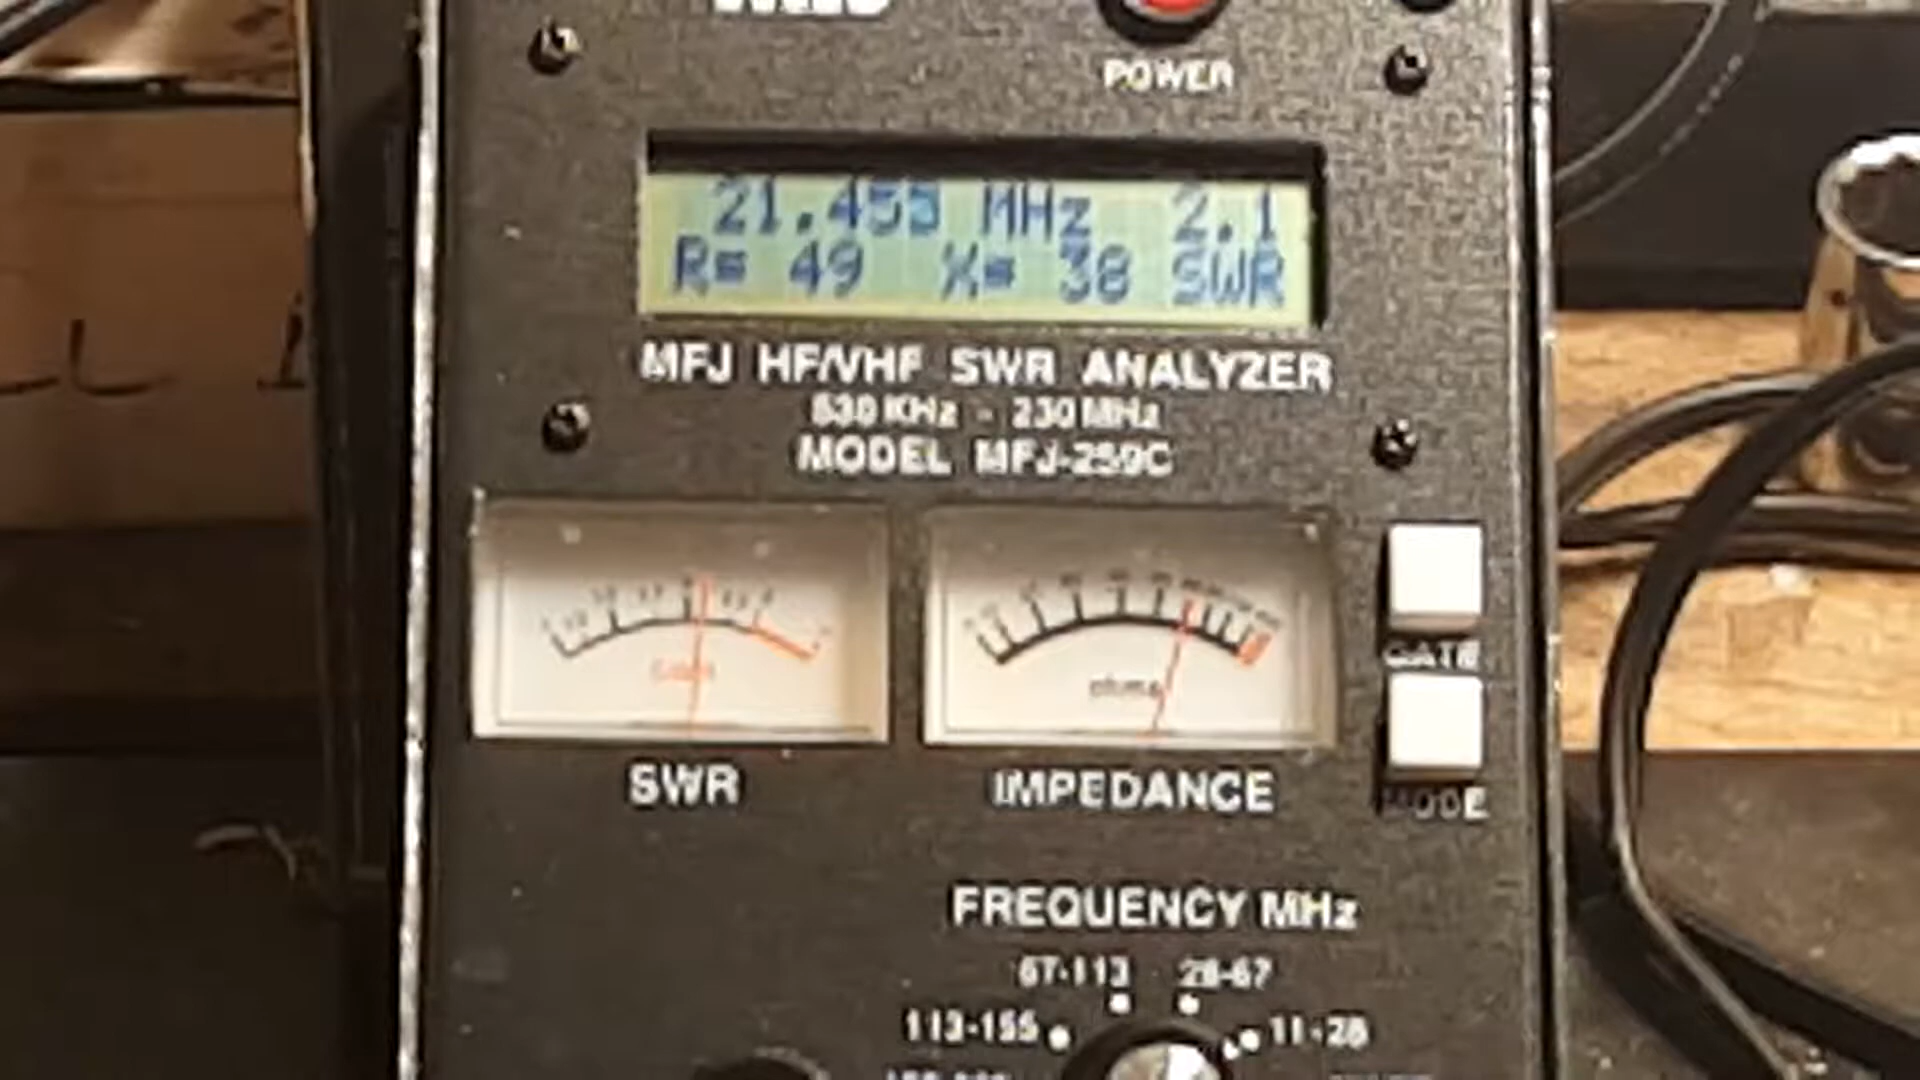 POWER
21.455 MHz 2.1
R= 49 X= 38 SWR
MFJ HF/VHF SWR ANALYZER
530 KHz - 230 MHz
MODEL MFJ-259C
ohms
GATE
SWR
IMPEDANCE
MODE
FREQUENCY MHz
67-113
28-67
113-155
11-28